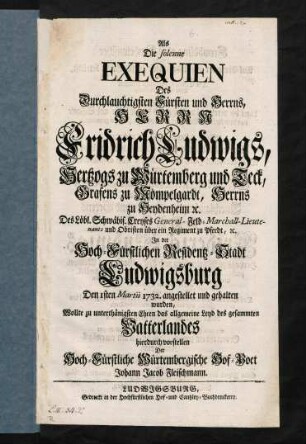 Als
Die solenne
EXEQUIEN
Des
Durchlauchtigsten Fürsten und Herrns,
HERRN
Fridrich Ludwigs,
Hertzogs zu Würtemberg und Teck,
Grafens zu Mömpelgardt, Herrns
zu Heydenheim ꝛc.
Des Löbl. Schwäbis. Creyses General-Feld-Marchall-Lieute-
nants und Obristen über ein Regiment zu Pferdt, ꝛc.
In der
Hoch-Fürstlichen Residentz-Stadt
Ludwigsburg
Den 1sten Martii 1732. angestellet und gehalten
wurden,
Wollte zu unterthänigsten Ehren das allgemeine Leyd des gesammten
Vatterlandes
hierdurch vorstellen
Der
Hoch-Fürstliche Würtembergische Hof-Poet
Johann Jacob Fleischmann.
LUDWIGSBURG,
Gedruckt in der Hochfürstlichen Hof- und Cantzley-Buchdruckerey.